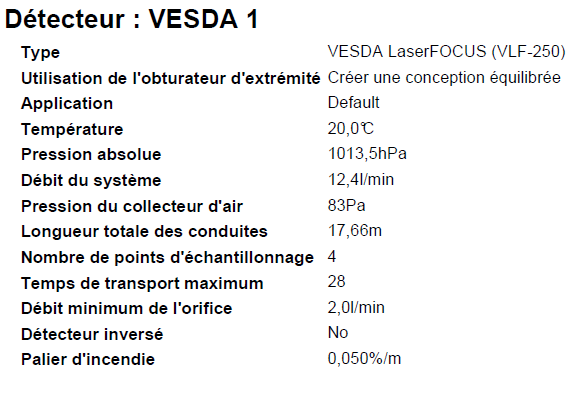 Détecteur : VESDA 1
Type VESDA LaserFOCUS (VLF-250)
Utilisation de l'obturateur d'extrémité Créer une conception équilibrée
Application Default
Température 20,0°C
Pression absolue 1013,5hPa
Débit du système 12,4l/min
Pression du collecteur d'air 83Pa
Longueur totale des conduites 17,66m
Nombre de points d'échantillonnage 4
Temps de transport maximum 28
Débit minimum de l'orifice 2,0l/min
Détecteur inversé No
Palier d'incendie 0,050%/m